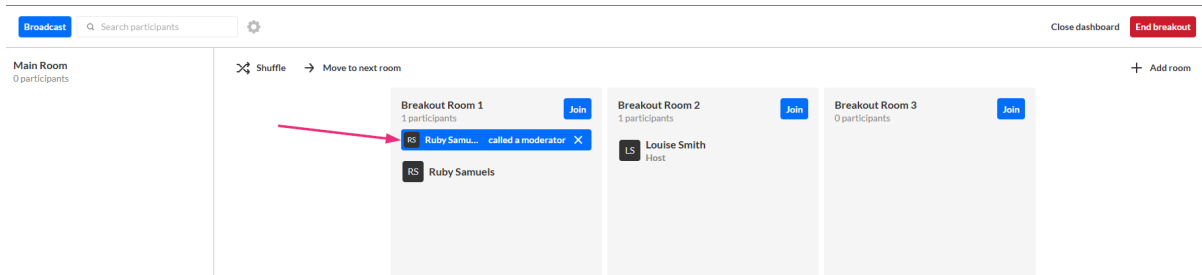 Broadcast
Search participants
Close dashboard
End breakout
Main Room
0 participants
Shuffle
Move to next room
Add room
Breakout Room 1
1 participants
Join
RS Ruby Samu... called a moderator
RS Ruby Samuels
Breakout Room 2
1 participants
Join
LS Louise Smith
Host
Breakout Room 3
0 participants
Join